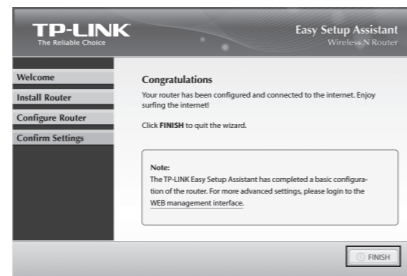 TP-LINK
The Reliable Choice
Easy Setup Assistant
Wireless N Router
Welcome
Install Router
Configure Router
Confirm Settings
Congratulations
Your router has been configured and connected to the internet. Enjoy
surfing the internet!
Click FINISH to quit the wizard.
Note:
The TP-LINK Easy Setup Assistant has completed a basic configura-
tion of the router. For more advanced settings, please login to the
WEB management interface.
FINISH